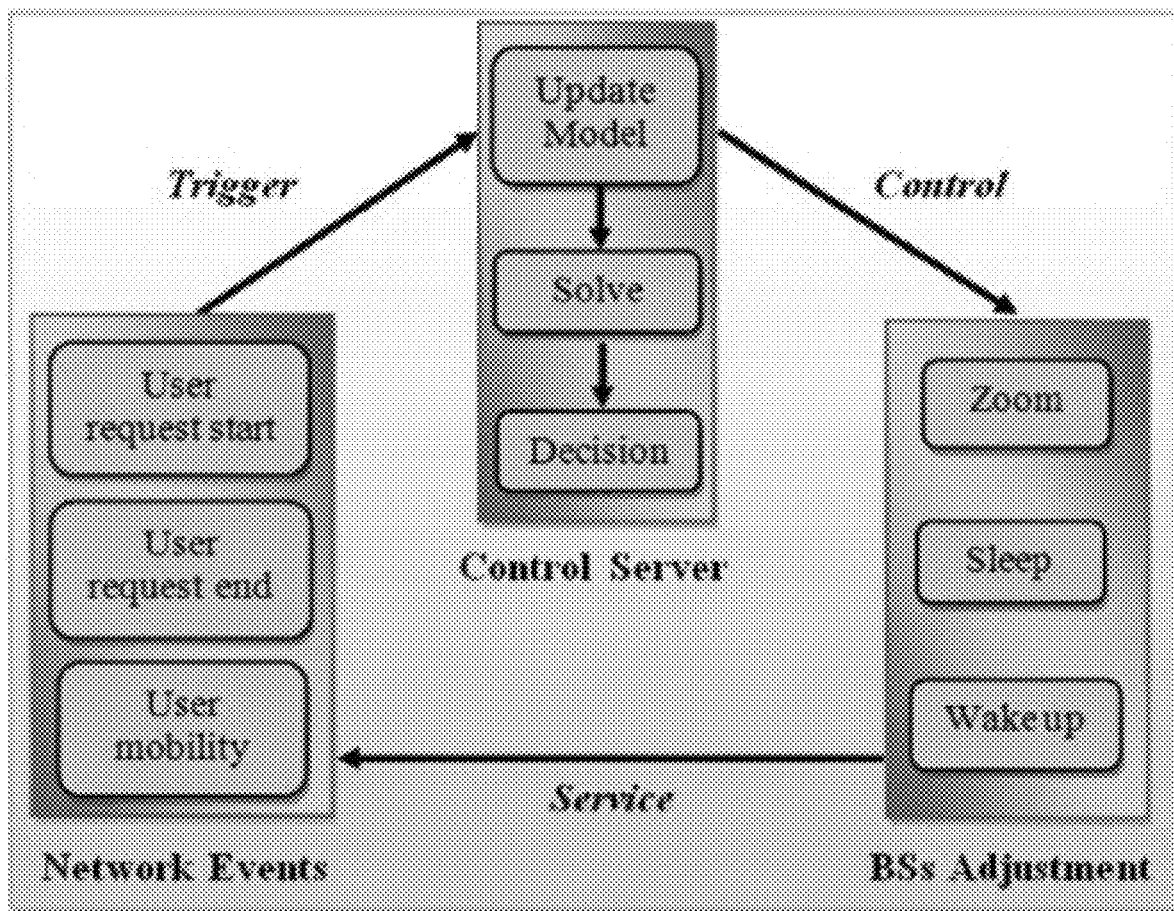 Update
Model
Trigger
Control
Solve
User
request start
Zoom
Decision
User
request end
Sleep
Control Server
User
mobility
Wake up
Service
Network Events
BSs Adjustment